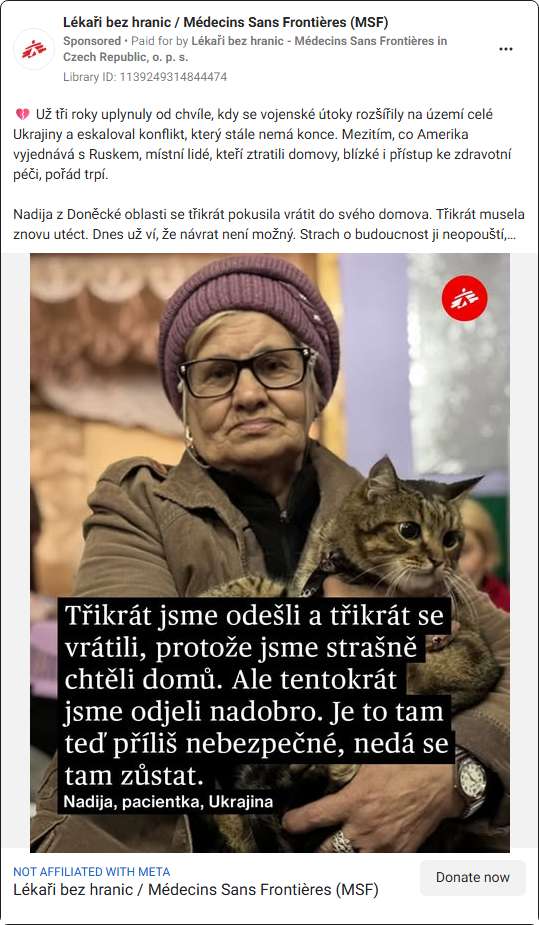 Lékaři bez hranic / Médecins Sans Frontières (MSF)
Sponsored • Paid for by Lékaři bez hranic - Médecins Sans Frontières in
Czech Republic, o. p. s.
Library ID: 1139249314844474
💔 Už tři roky uplynuly od chvíle, kdy se vojenské útoky rozšířily na území celé
Ukrajiny a eskaloval konflikt, který stále nemá konce. Mezitím, co Amerika
vyjednává s Ruskem, místní lidé, kteří ztratili domovy, blízké i přístup ke zdravotní
péči, pořád trpí.
Nadija z Doněcké oblasti se třikrát pokusila vrátit do svého domova. Třikrát musela
znovu utéct. Dnes už ví, že návrat není možný. Strach o budoucnost ji neopouští,...
Třikrát jsme odešli a třikrát se
vrátili, protože jsme strašně
chtěli domů. Ale tentokrát
jsme odjeli nadobro. Je to tam
teď příliš nebezpečné, nedá se
tam zůstat.
Nadija, pacientka, Ukrajina
NOT AFFILIATED WITH META
Lékaři bez hranic / Médecins Sans Frontières (MSF)
Donate now